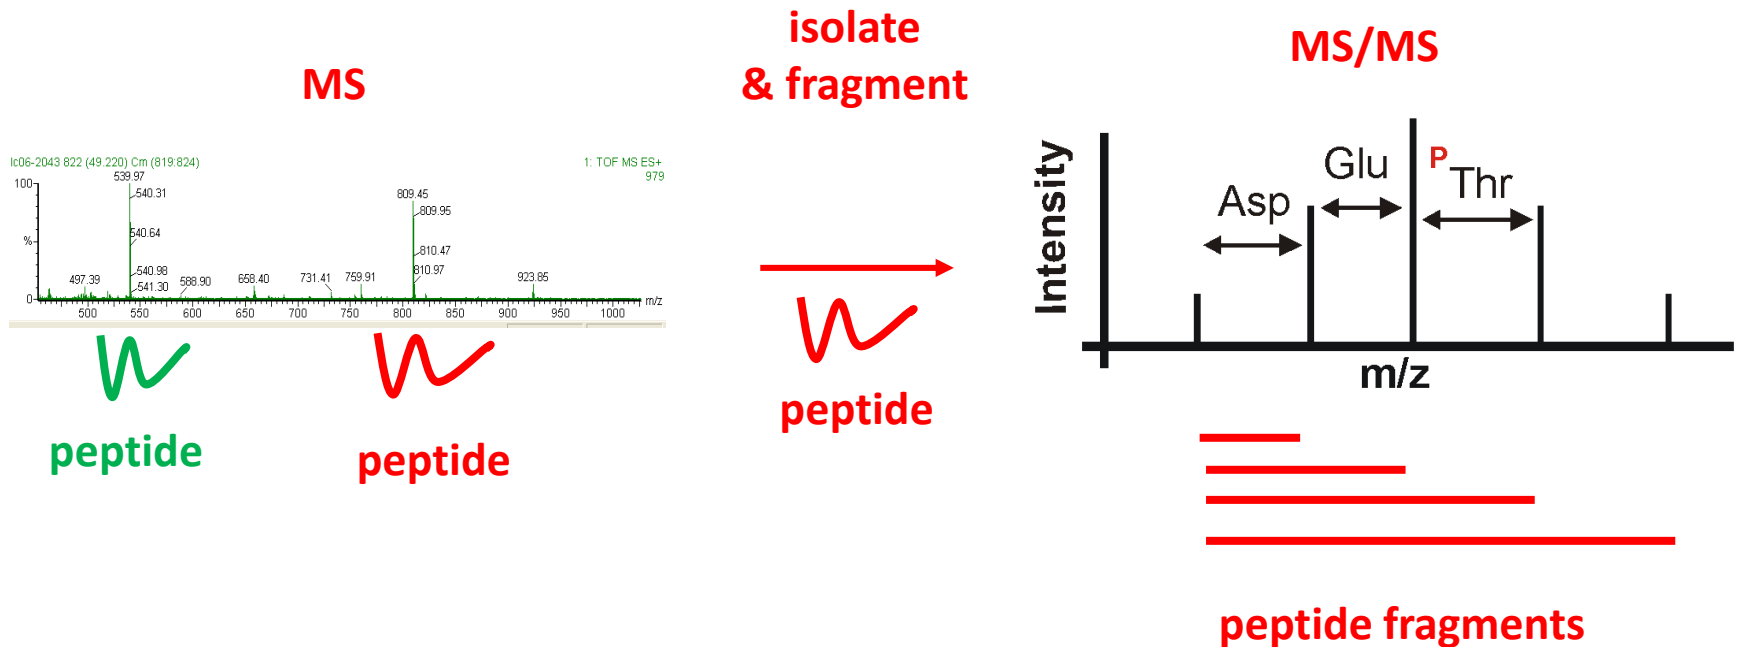 MS
isolate
& fragment
MS/MS
lc06-2043 822 (49.220) Cm (819:824)
1: TOF MS ES+
979
100
%
0
539.97
540.31
540.64
540.98
541.30
497.39
588.90
658.40
731.41
759.91
809.45
809.95
810.47
810.97
923.85
m/z
500 550 600 650 700 750 800 850 900 950 1000
peptide
peptide
peptide
Intensity
Asp
Glu
P
Thr
m/z
peptide fragments